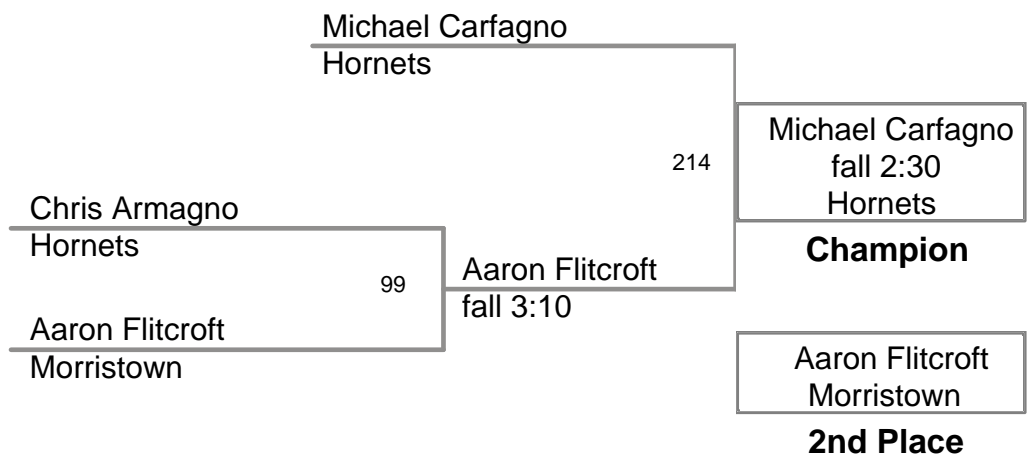 Michael Carfagno
Hornets
Michael Carfagno
fall 2:30
Hornets
Champion
214
Chris Armagno
Hornets
99
Aaron Flitcroft
fall 3:10
Aaron Flitcroft
Morristown
Aaron Flitcroft
Morristown
2nd Place